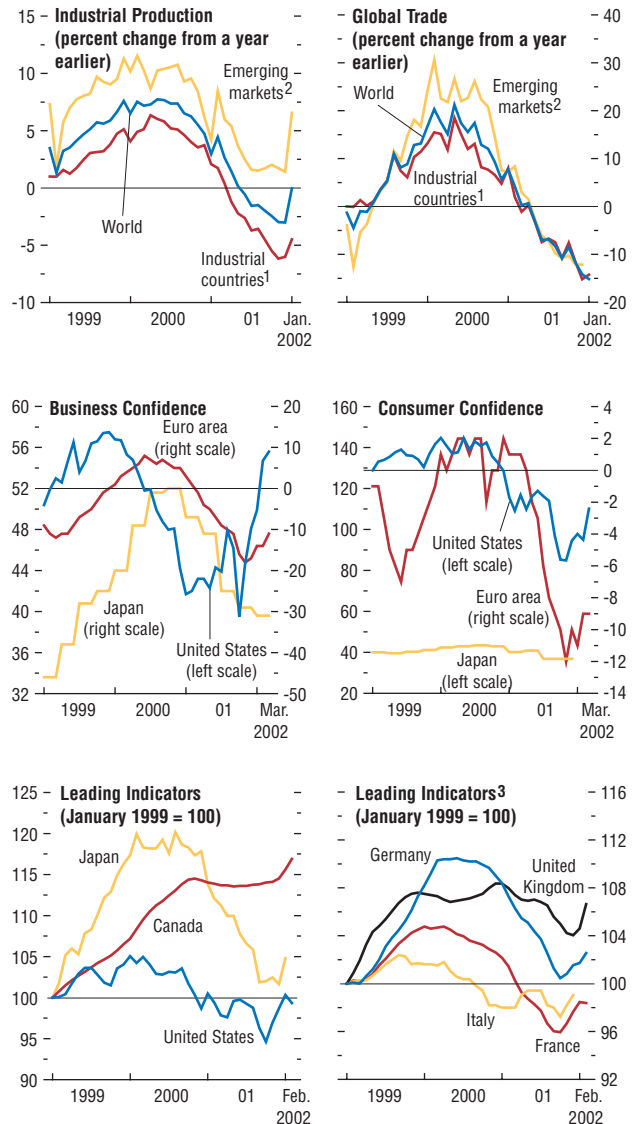 Industrial Production
(percent change from a year
earlier)
15
10
5
0
-5
-10
Emerging
markets2
World
Industrial
countries1
1999
2000
01
Jan.
2002
Global Trade
(percent change from a year
earlier)
40
30
20
10
0
-10
-20
World
Emerging
markets2
Industrial
countries1
1999
2000
01
Jan.
2002
Business Confidence
60
56
52
48
44
40
36
32
20
10
0
-10
-20
-30
-40
-50
Euro area
(right scale)
Japan
(right scale)
United States
(left scale)
1999
2000
01
Mar.
2002
Consumer Confidence
160
140
120
100
80
60
40
20
4
2
0
-2
-4
-6
-8
-10
-12
-14
United States
(left scale)
Euro area
(right scale)
Japan
(left scale)
1999
2000
01
Mar.
2002
Leading Indicators
(January 1999 = 100)
125
120
115
110
105
100
95
90
Japan
Canada
United States
1999
2000
01
Feb.
2002
Leading Indicators3
(January 1999 = 100)
116
112
108
104
100
96
92
Germany
United
Kingdom
Italy
France
1999
2000
01
Feb.
2002